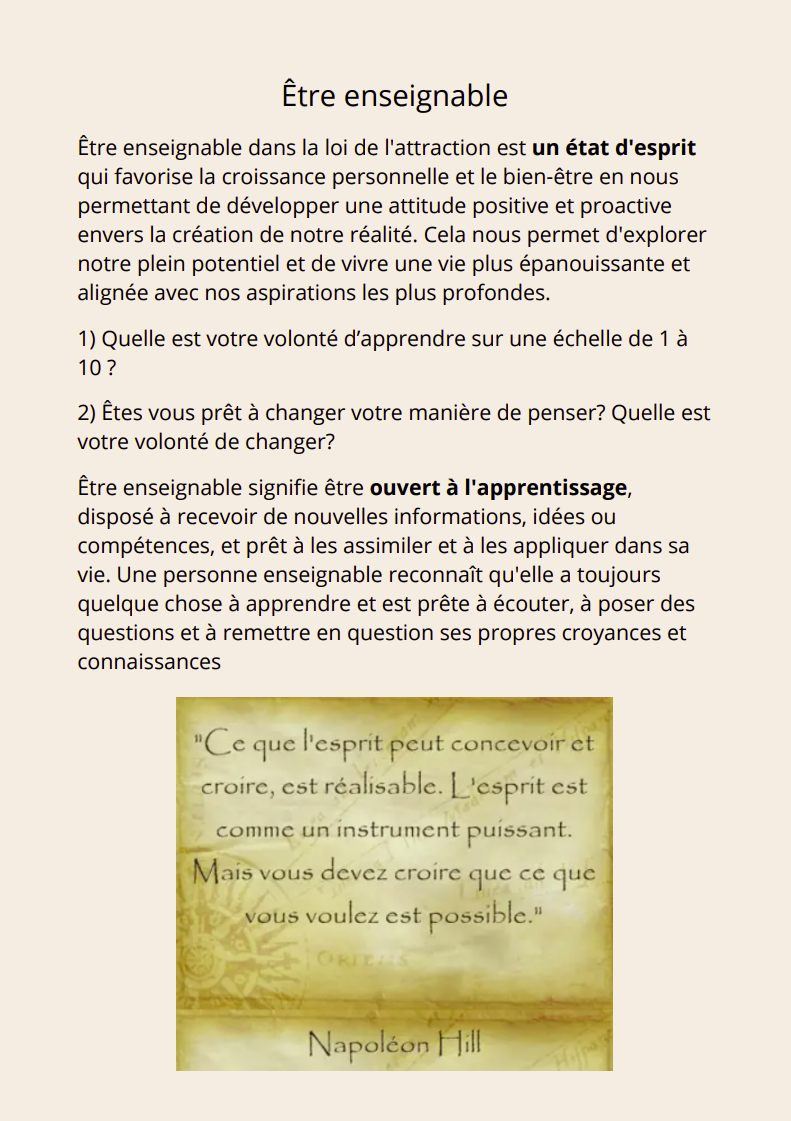 Être enseignable
Être enseignable dans la loi de l'attraction est un état d'esprit
qui favorise la croissance personnelle et le bien-être en nous
permettant de développer une attitude positive et proactive
envers la création de notre réalité. Cela nous permet d'explorer
notre plein potentiel et de vivre une vie plus épanouissante et
alignée avec nos aspirations les plus profondes.
1) Quelle est votre volonté d’apprendre sur une échelle de 1 à
10 ?
2) Êtes vous prêt à changer votre manière de penser? Quelle est
votre volonté de changer?
Être enseignable signifie être ouvert à l'apprentissage,
disposé à recevoir de nouvelles informations, idées ou
compétences, et prêt à les assimiler et à les appliquer dans sa
vie. Une personne enseignable reconnaît qu'elle a toujours
quelque chose à apprendre et est prête à écouter, à poser des
questions et à remettre en question ses propres croyances et
connaissances
"Ce que l'esprit peut concevoir et
croire, est réalisable. L'esprit est
comme un instrument puissant.
Mais vous devez croire que ce que
vous voulez est possible."
Napoléon Hill